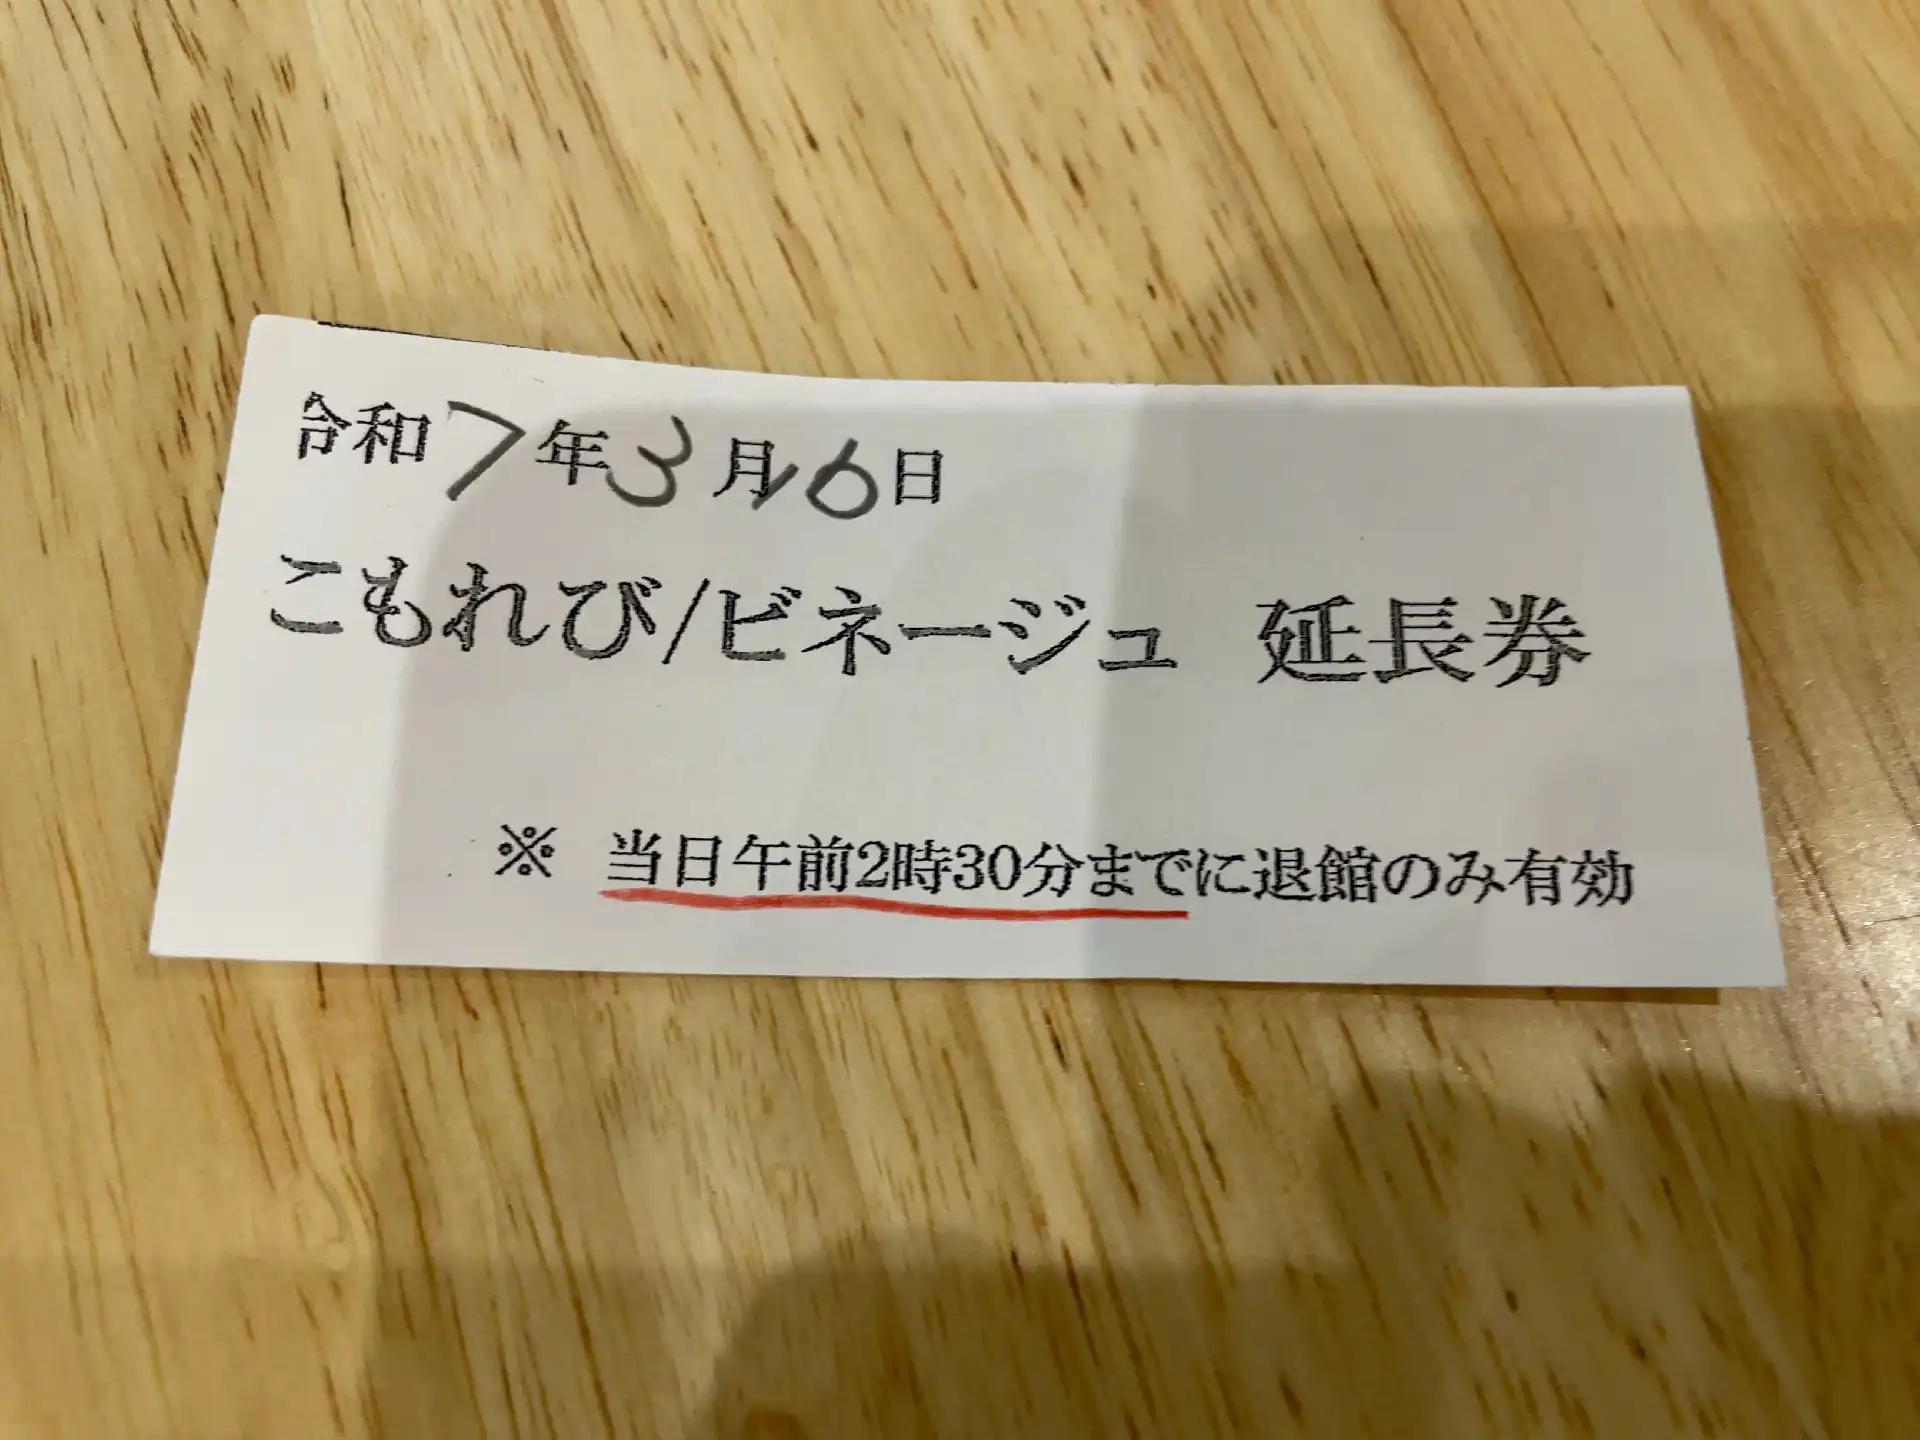 令和7年3月16日
こもれび/ビネージュ 延長券
※ 当日午前2時30分までに退館のみ有効